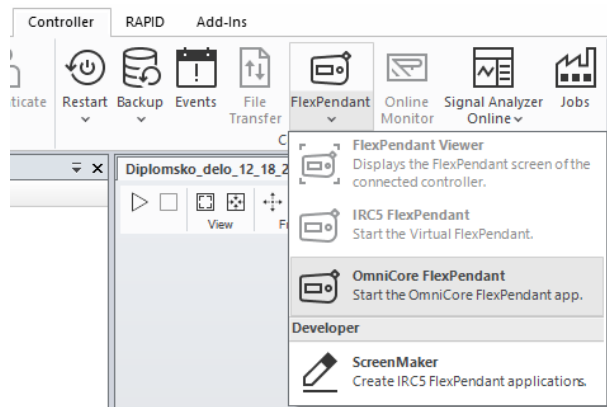 Controller RAPID Add-Ins
ticate Restart Backup Events File Transfer FlexPendant Online Monitor Signal Analyzer Online Jobs
C
Diplomsko_delo_12_18_2
View Fr
FlexPendant Viewer
Displays the FlexPendant screen of the
connected controller.
IRC5 FlexPendant
Start the Virtual FlexPendant.
OmniCore FlexPendant
Start the OmniCore FlexPendant app.
Developer
ScreenMaker
Create IRC5 FlexPendant applications.